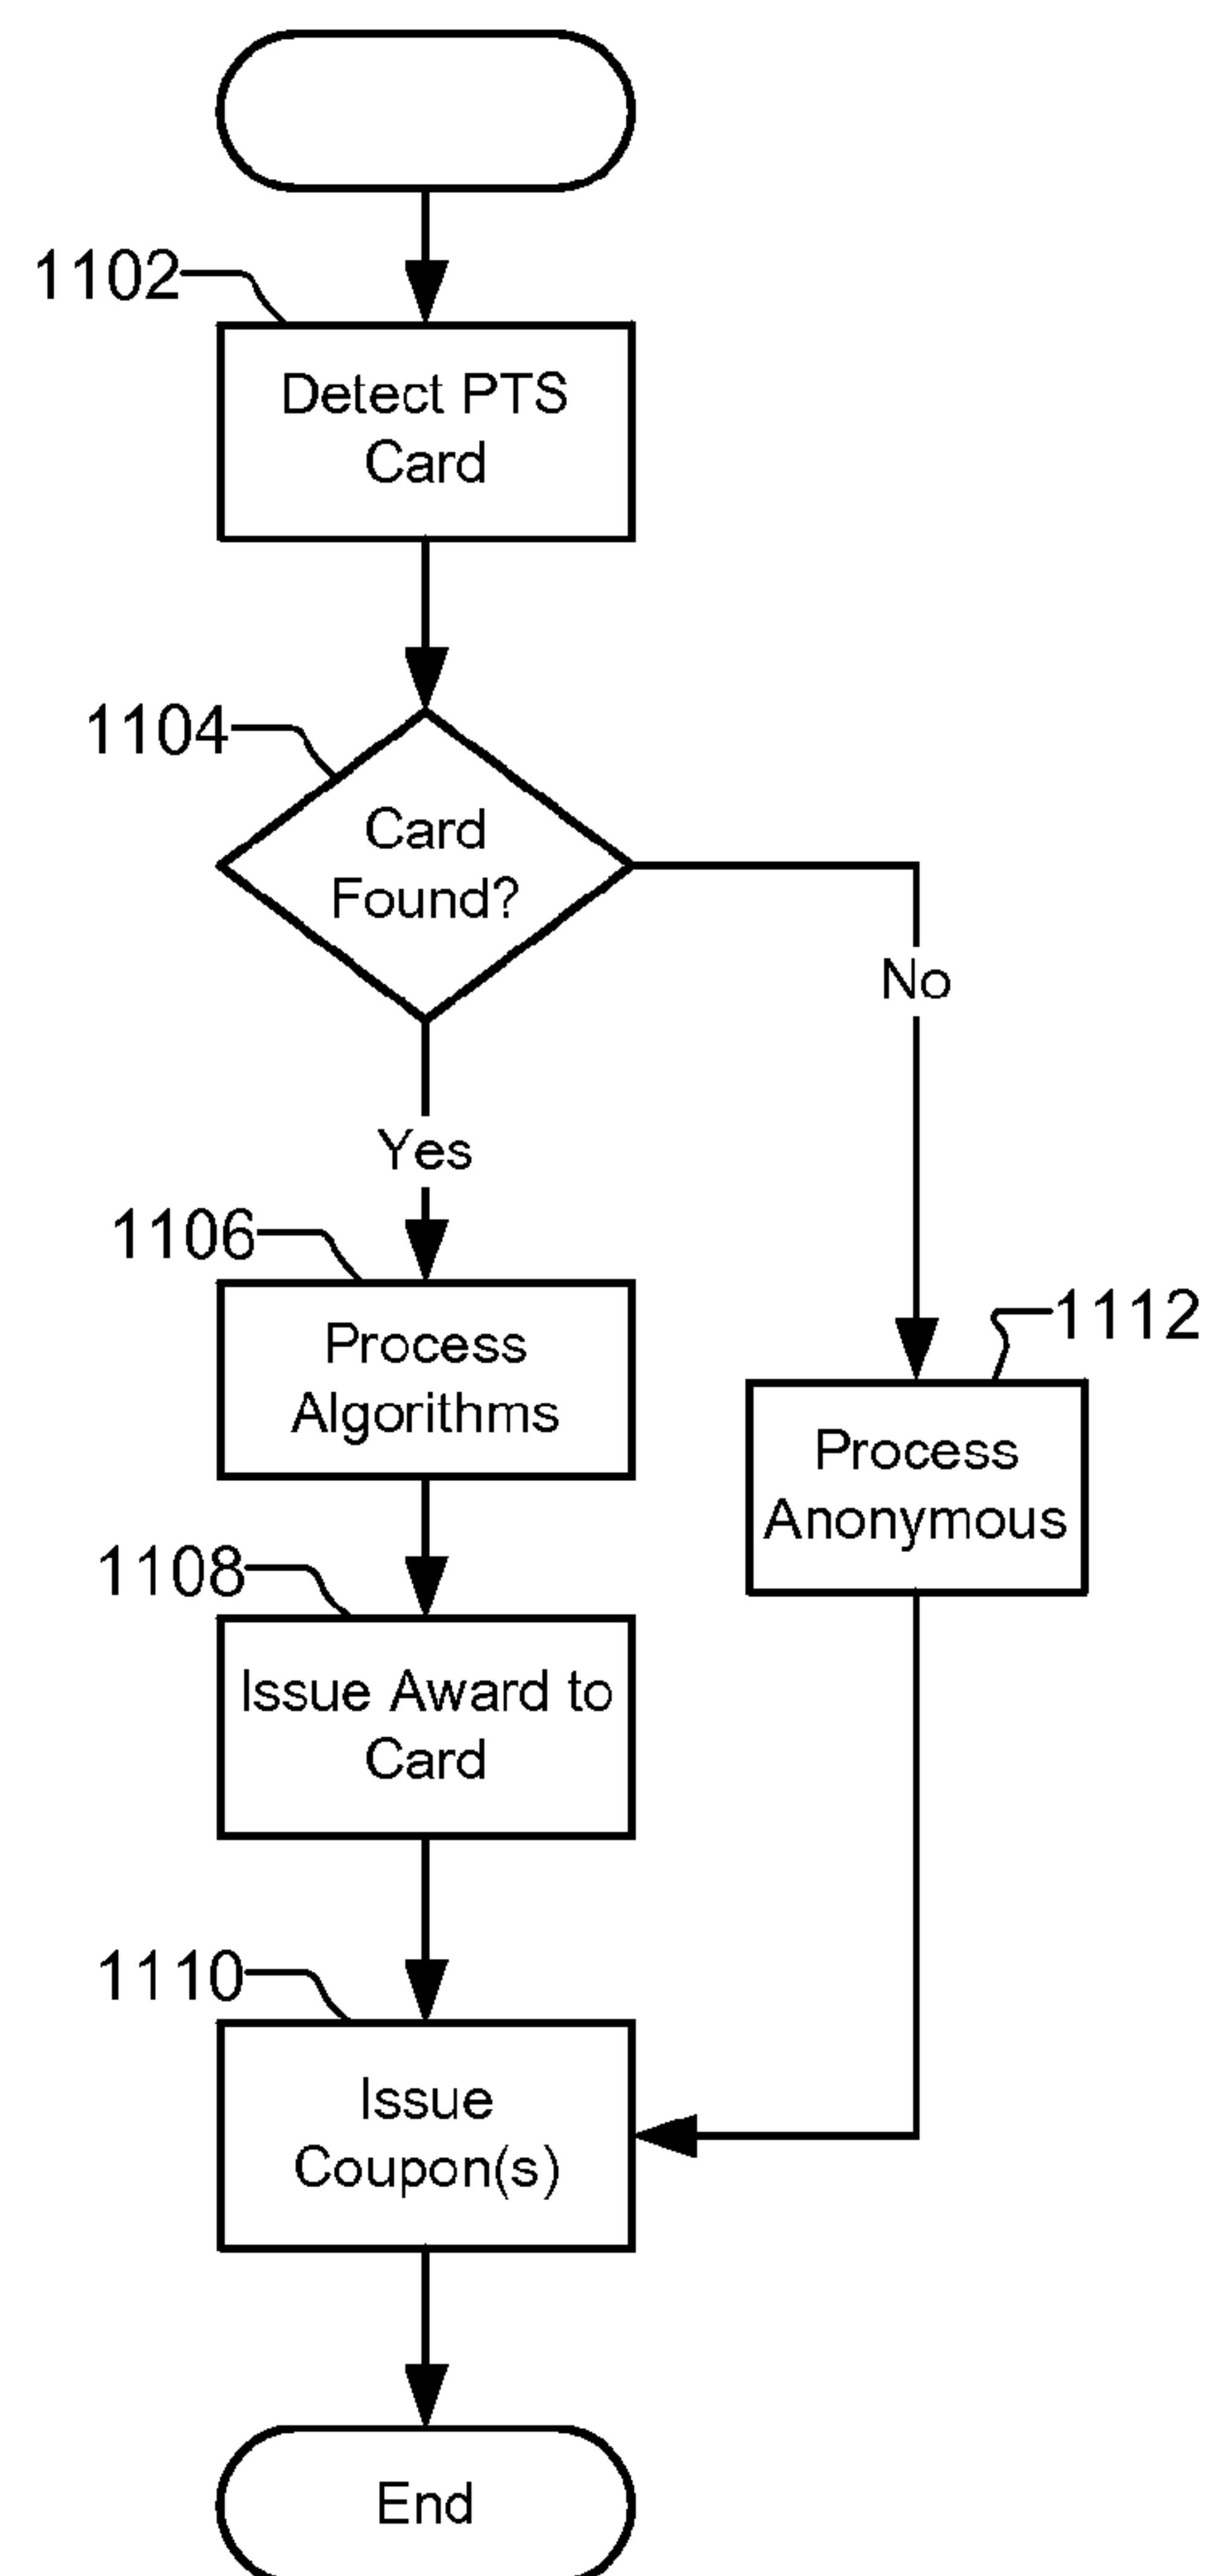 1102
Detect PTS
Card
1104
Card
Found?
No
Yes
1106
Process
Algorithms
1112
Process
Anonymous
1108
Issue Award to
Card
1110
Issue
Coupon(s)
End